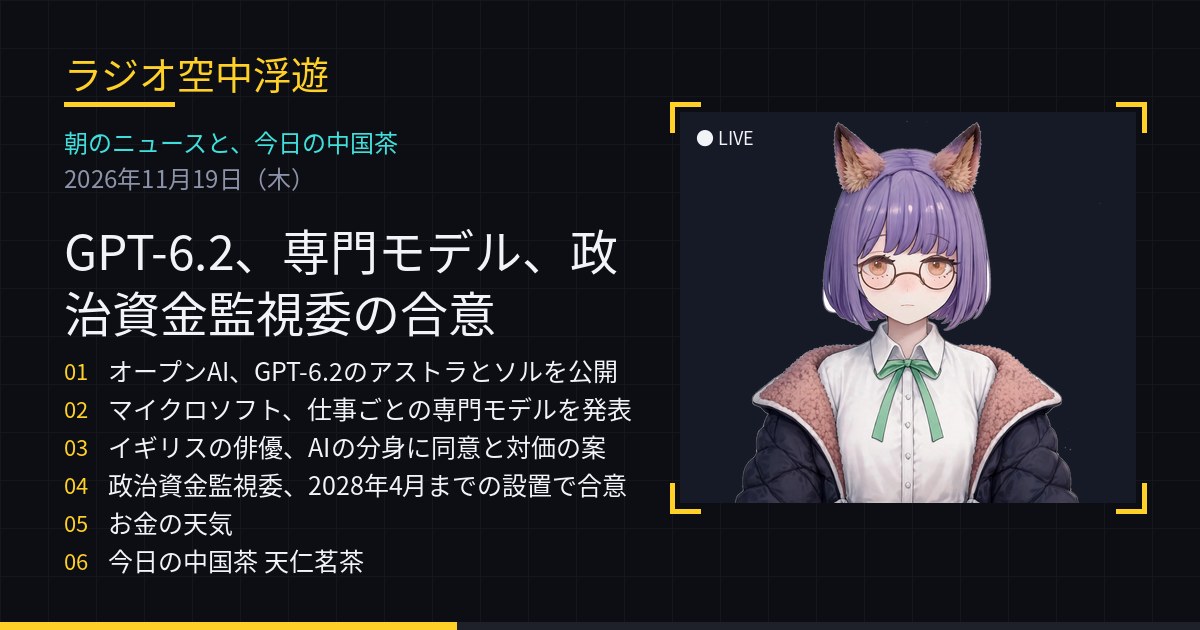 ラジオ空中浮遊
朝のニュースと、今日の中国茶
2026年11月19日（木）
GPT-6.2、専門モデル、政
治資金監視委の合意
01 オープンAI、GPT-6.2のアストラとソルを公開
02 マイクロソフト、仕事ごとの専門モデルを発表
03 イギリスの俳優、AIの分身に同意と対価の案
04 政治資金監視委、2028年4月までの設置で合意
05 お金の天気
06 今日の中国茶 天仁茗茶
LIVE